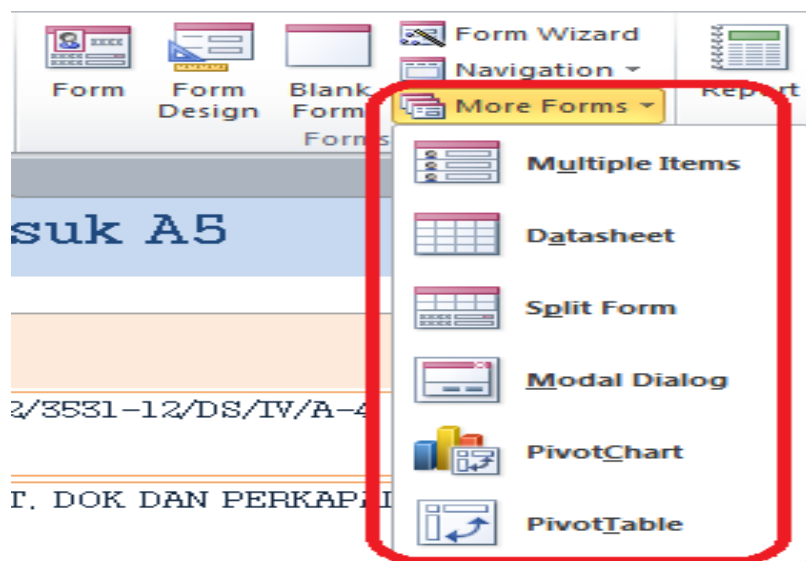 Form
Form Design
Blank Form
Form Wizard
Navigation
More Forms
Report
Forms
Multiple Items
Datasheet
Split Form
Modal Dialog
PivotChart
PivotTable
suk A5
2/3531-12/DS/IV/A-4
T. DOK DAN PERKAPAL